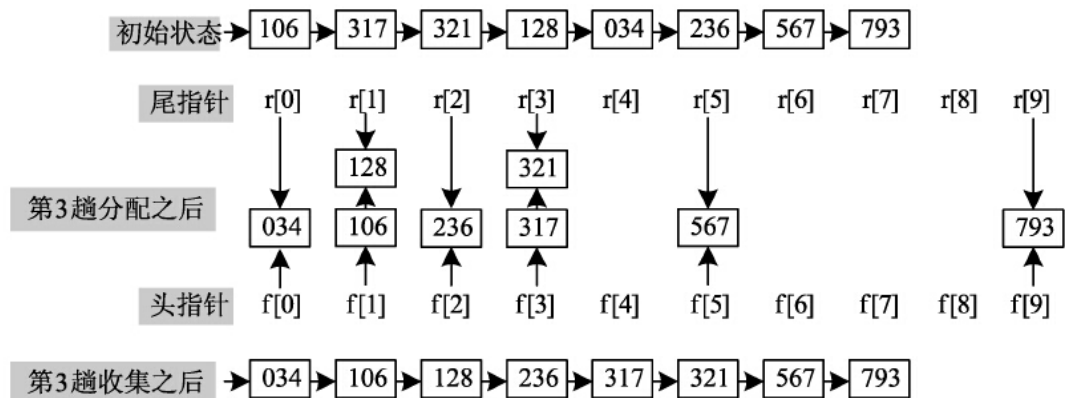 初始状态 106 317 321 128 034 236 567 793
尾指针 r[0] r[1] r[2] r[3] r[4] r[5] r[6] r[7] r[8] r[9]
128 321
第3趟分配之后 034 106 236 317 567 793
头指针 f[0] f[1] f[2] f[3] f[4] f[5] f[6] f[7] f[8] f[9]
第3趟收集之后 034 106 128 236 317 321 567 793